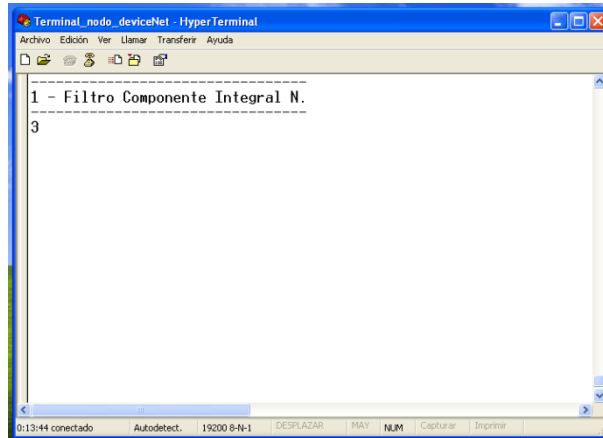 Terminal_nodo_deviceNet - HyperTerminal
Archivo Edición Ver Llamar Transferir Ayuda
--------------------------------
1 - Filtro Componente Integral N.
--------------------------------
3
0:13:44 conectado Autodetect. 19200 8-N-1 DESPLAZAR MAY NUM Capturar Imprimir